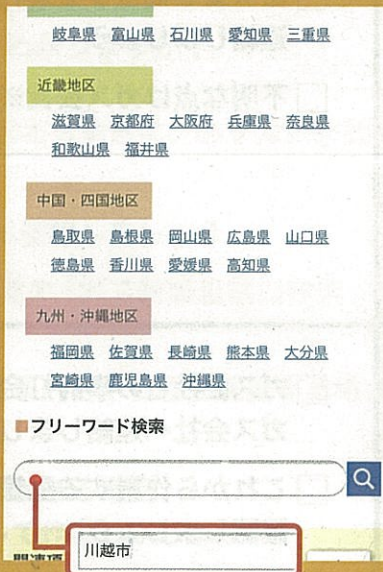 岐阜県 富山県 石川県 愛知県 三重県
近畿地区
滋賀県 京都府 大阪府 兵庫県 奈良県
和歌山県 福井県
中国・四国地区
鳥取県 島根県 岡山県 広島県 山口県
徳島県 香川県 愛媛県 高知県
九州・沖縄地区
福岡県 佐賀県 長崎県 熊本県 大分県
宮崎県 鹿児島県 沖縄県
■フリーワード検索
川越市
関連項